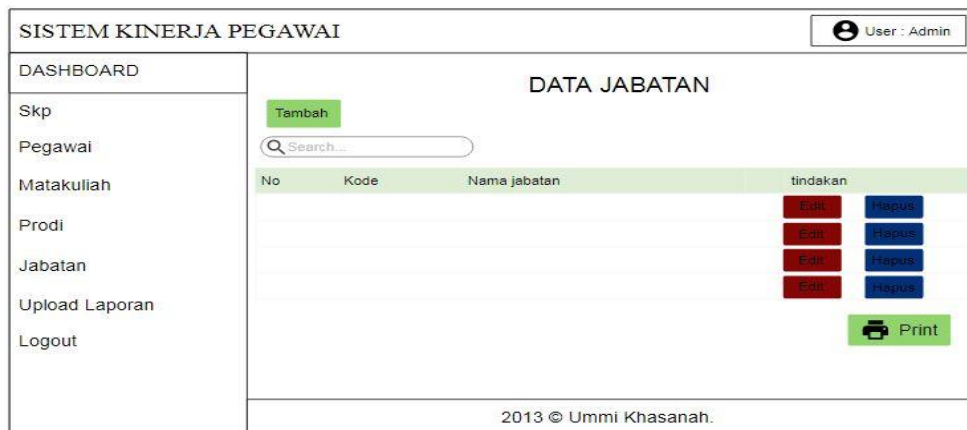 SISTEM KINERJA PEGAWAI
User : Admin
DASHBOARD
Skp
Pegawai
Matakuliah
Prodi
Jabatan
Upload Laporan
Logout
DATA JABATAN
Tambah
Search...
No Kode Nama jabatan tindakan
Edit Hapus
Edit Hapus
Edit Hapus
Edit Hapus
Print
2013 © Ummi Khasanah.